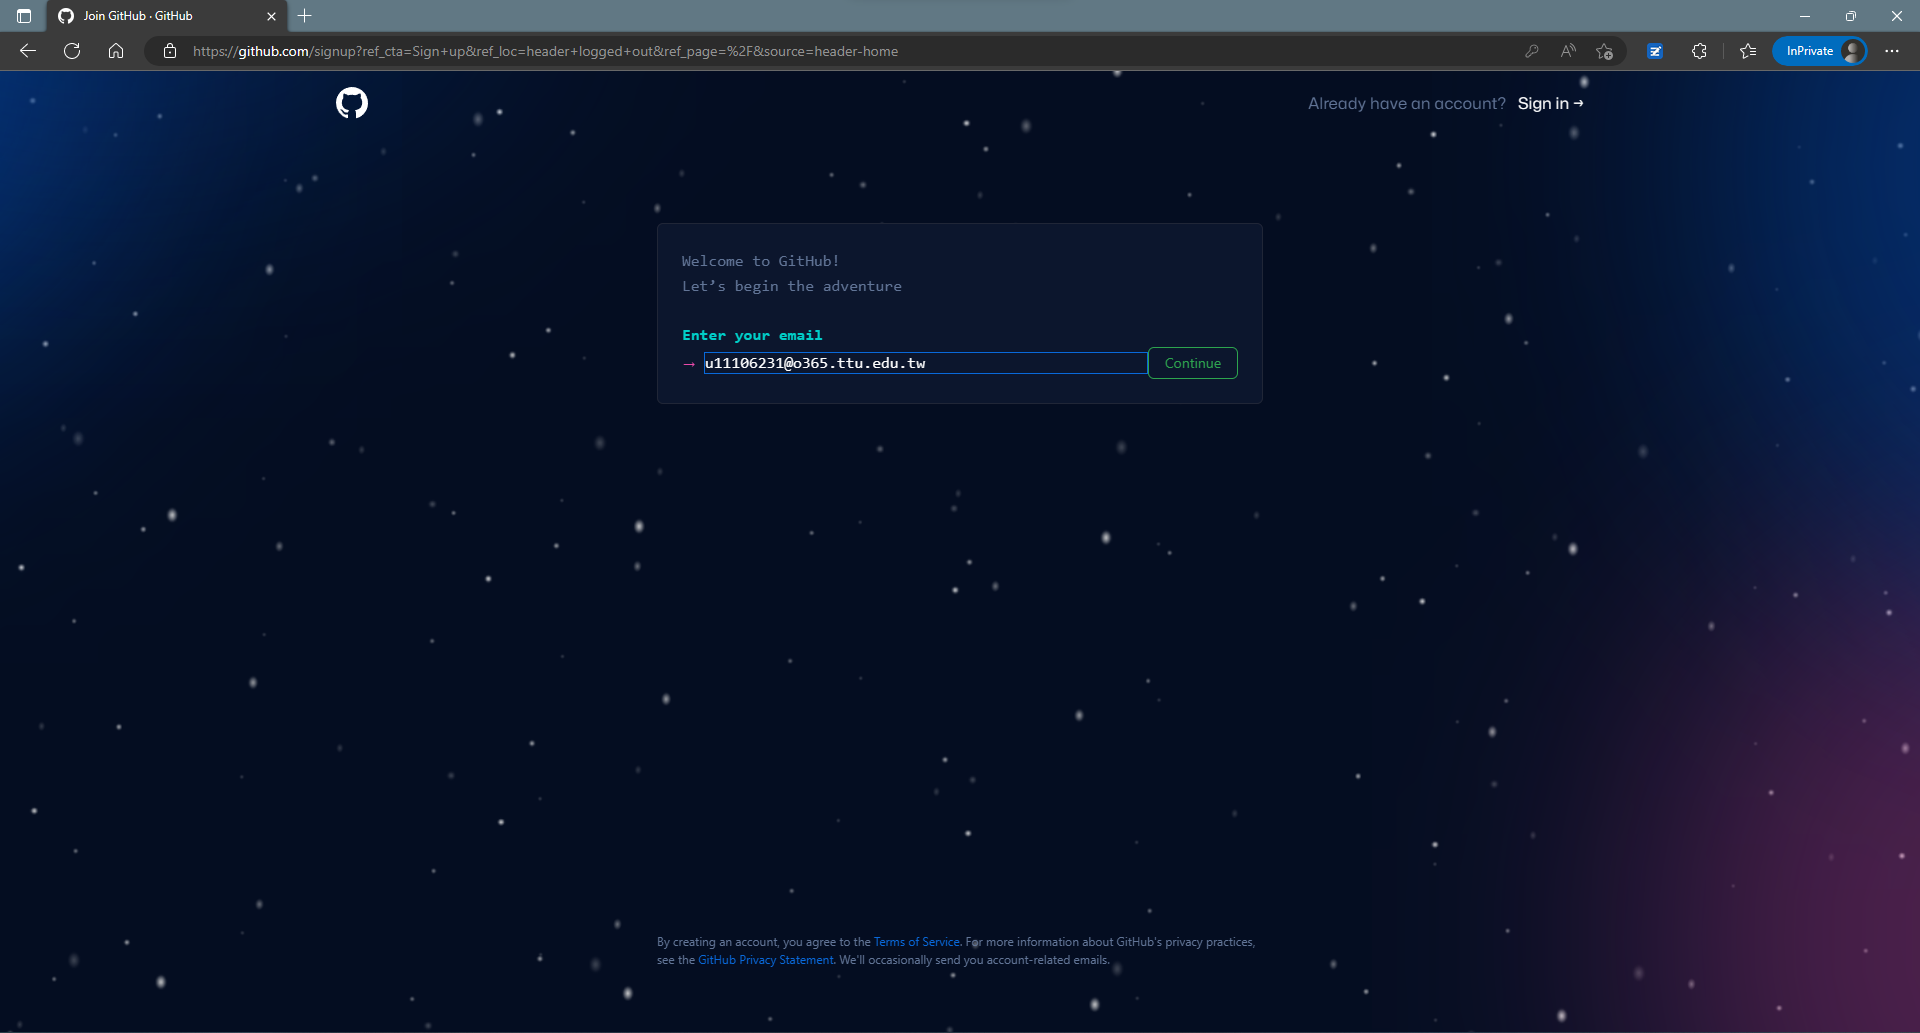 Join GitHub · GitHub
https://github.com/signup?ref_cta=Sign+up&ref_loc=header+logged+out&ref_page=%2F&source=header-home
InPrivate
Already have an account? Sign in →
Welcome to GitHub!
Let’s begin the adventure
Enter your email
→ u11106231@o365.ttu.edu.tw Continue
By creating an account, you agree to the Terms of Service. For more information about GitHub's privacy practices,
see the GitHub Privacy Statement. We'll occasionally send you account-related emails.